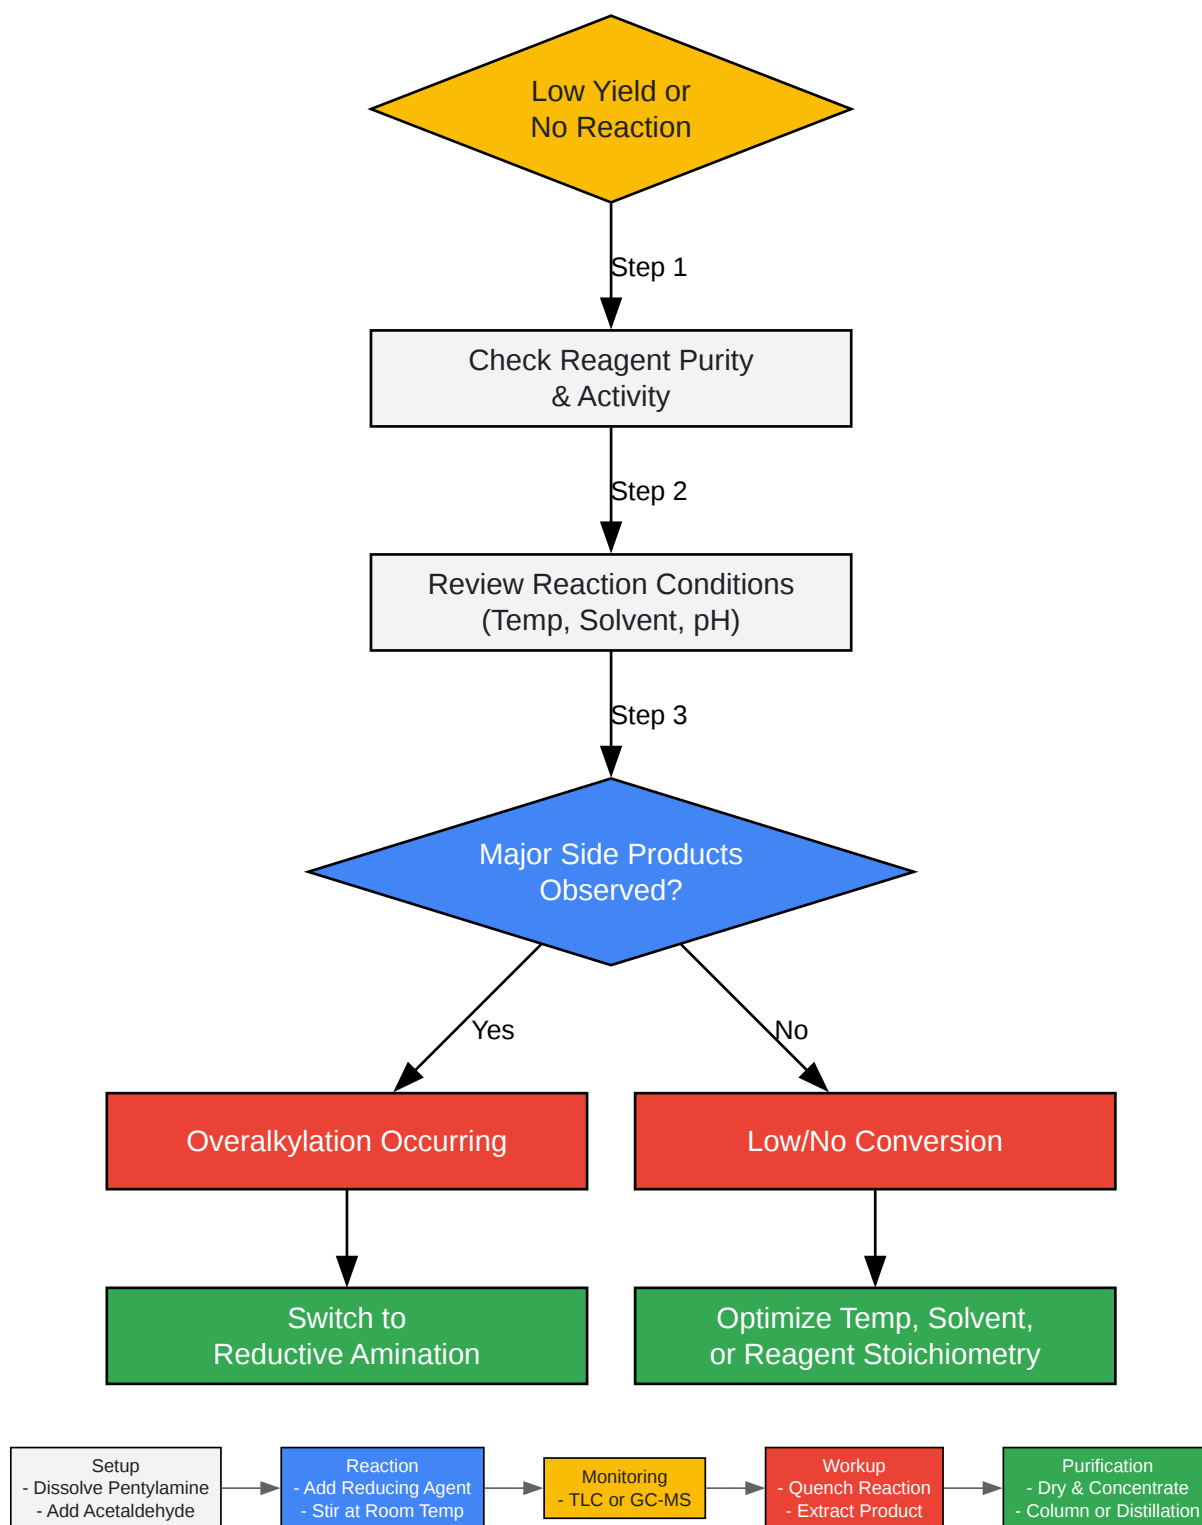 Low Yield or
No Reaction
Step 1
Check Reagent Purity
& Activity
Step 2
Review Reaction Conditions
(Temp, Solvent, pH)
Step 3
Major Side Products
Observed?
Yes
No
Overalkylation Occurring
Low/No Conversion
Switch to
Reductive Amination
Optimize Temp, Solvent,
or Reagent Stoichiometry
Setup
- Dissolve Pentylamine
- Add Acetaldehyde
Reaction
- Add Reducing Agent
- Stir at Room Temp
Monitoring
- TLC or GC-MS
Workup
- Quench Reaction
- Extract Product
Purification
- Dry & Concentrate
- Column or Distillation